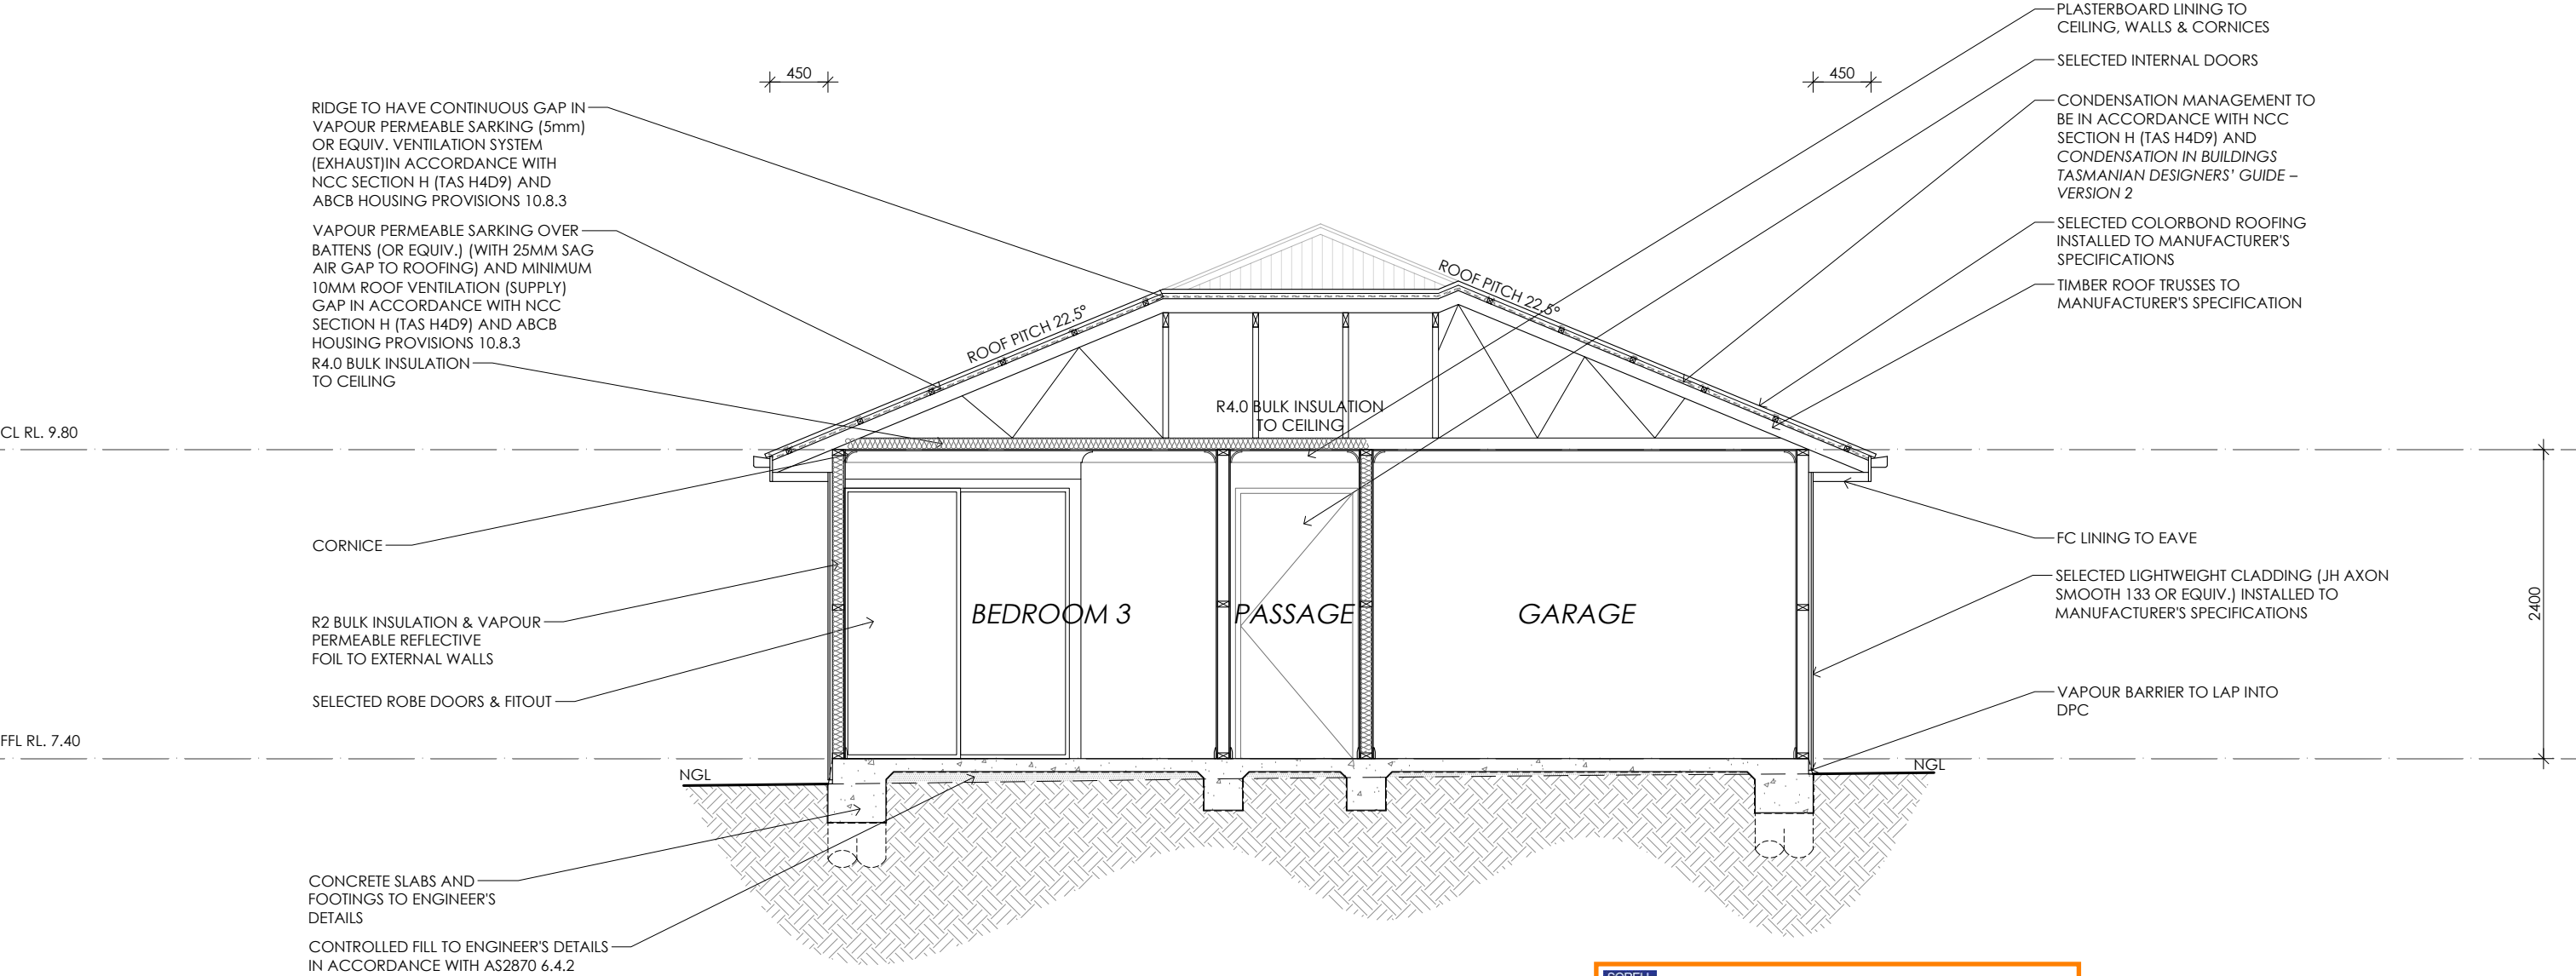 PLASTERBOARD LINING TO
CEILING, WALLS & CORNICES
SELECTED INTERNAL DOORS
450
450
RIDGE TO HAVE CONTINUOUS GAP IN
VAPOUR PERMEABLE SARKING (5mm)
OR EQUIV. VENTILATION SYSTEM
(EXHAUST)IN ACCORDANCE WITH
NCC SECTION H (TAS H4D9) AND
ABCB HOUSING PROVISIONS 10.8.3
CONDENSATION MANAGEMENT TO
BE IN ACCORDANCE WITH NCC
SECTION H (TAS H4D9) AND
CONDENSATION IN BUILDINGS
TASMANIAN DESIGNERS' GUIDE –
VERSION 2
VAPOUR PERMEABLE SARKING OVER
BATTENS (OR EQUIV.) (WITH 25MM SAG
AIR GAP TO ROOFING) AND MINIMUM
10MM ROOF VENTILATION (SUPPLY)
GAP IN ACCORDANCE WITH NCC
SECTION H (TAS H4D9) AND ABCB
HOUSING PROVISIONS 10.8.3
SELECTED COLORBOND ROOFING
INSTALLED TO MANUFACTURER'S
SPECIFICATIONS
TIMBER ROOF TRUSSES TO
MANUFACTURER'S SPECIFICATION
ROOF PITCH 22.5°
ROOF PITCH 22.5°
R4.0 BULK INSULATION
TO CEILING
R4.0 BULK INSULATION
TO CEILING
CL RL. 9.80
CORNICE
FC LINING TO EAVE
SELECTED LIGHTWEIGHT CLADDING (JH AXON
SMOOTH 133 OR EQUIV.) INSTALLED TO
MANUFACTURER'S SPECIFICATIONS
2400
BEDROOM 3
PASSAGE
GARAGE
R2 BULK INSULATION & VAPOUR
PERMEABLE REFLECTIVE
FOIL TO EXTERNAL WALLS
SELECTED ROBE DOORS & FITOUT
VAPOUR BARRIER TO LAP INTO
DPC
FFL RL. 7.40
NGL
NGL
CONCRETE SLABS AND
FOOTINGS TO ENGINEER'S
DETAILS
CONTROLLED FILL TO ENGINEER'S DETAILS
IN ACCORDANCE WITH AS2870 6.4.2